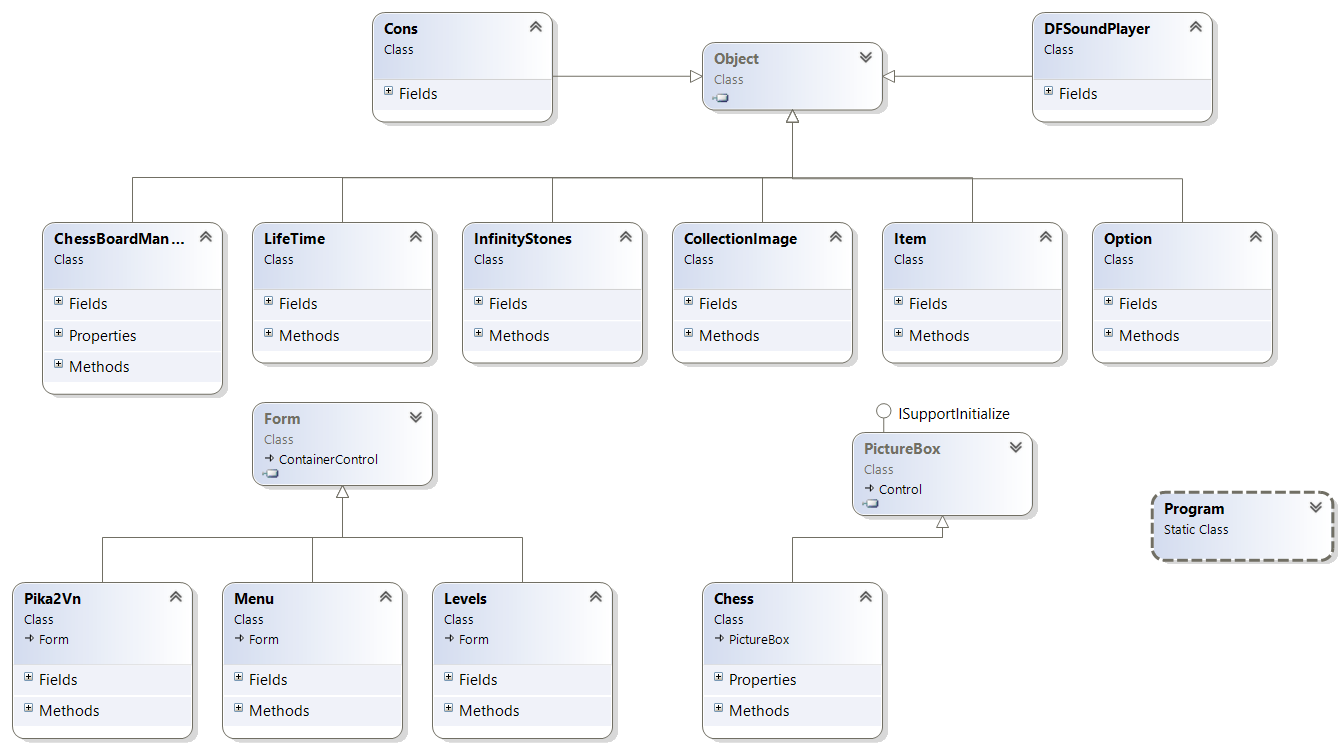 Cons
Class
Fields
Object
Class
DFSoundPlayer
Class
Fields
ChessBoardMan...
Class
Fields
Properties
Methods
LifeTime
Class
Fields
Methods
InfinityStones
Class
Fields
Methods
CollectionImage
Class
Fields
Methods
Item
Class
Fields
Methods
Option
Class
Fields
Methods
Form
Class
ContainerControl
ISupportInitialize
PictureBox
Class
Control
Program
Static Class
Pika2Vn
Class
Form
Fields
Methods
Menu
Class
Form
Fields
Methods
Levels
Class
Form
Fields
Methods
Chess
Class
PictureBox
Properties
Methods